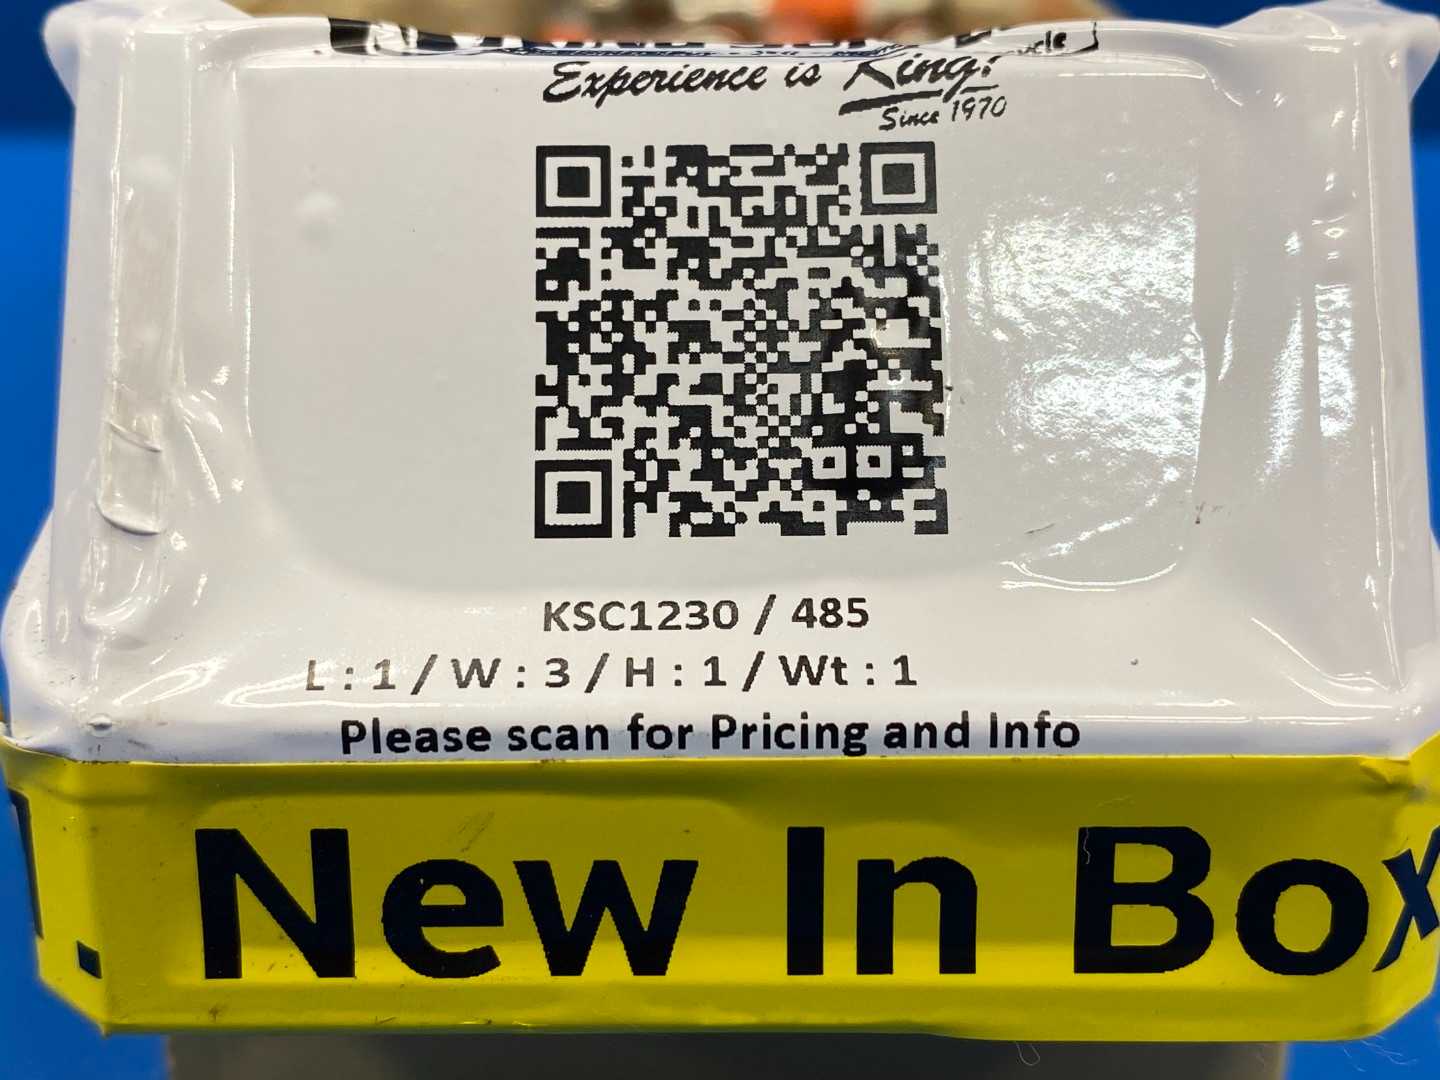 Experience is King!
Since 1970
KSC1230 / 485
L : 1 / W : 3 / H : 1 / Wt : 1
Please scan for Pricing and Info
. New In Box